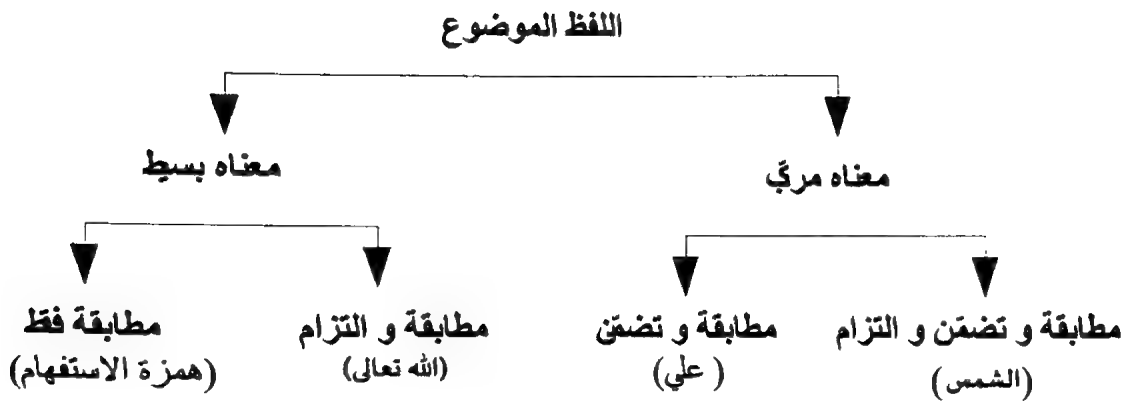 اللفظ الموضوع
معناه مركّب
معناه بسيط
مطابقة و تضمّن و التزام
(الشمس)
مطابقة و تضمّن
( علي)
مطابقة و التزام
(الله تعالى)
مطابقة فقط
(همزة الاستفهام)